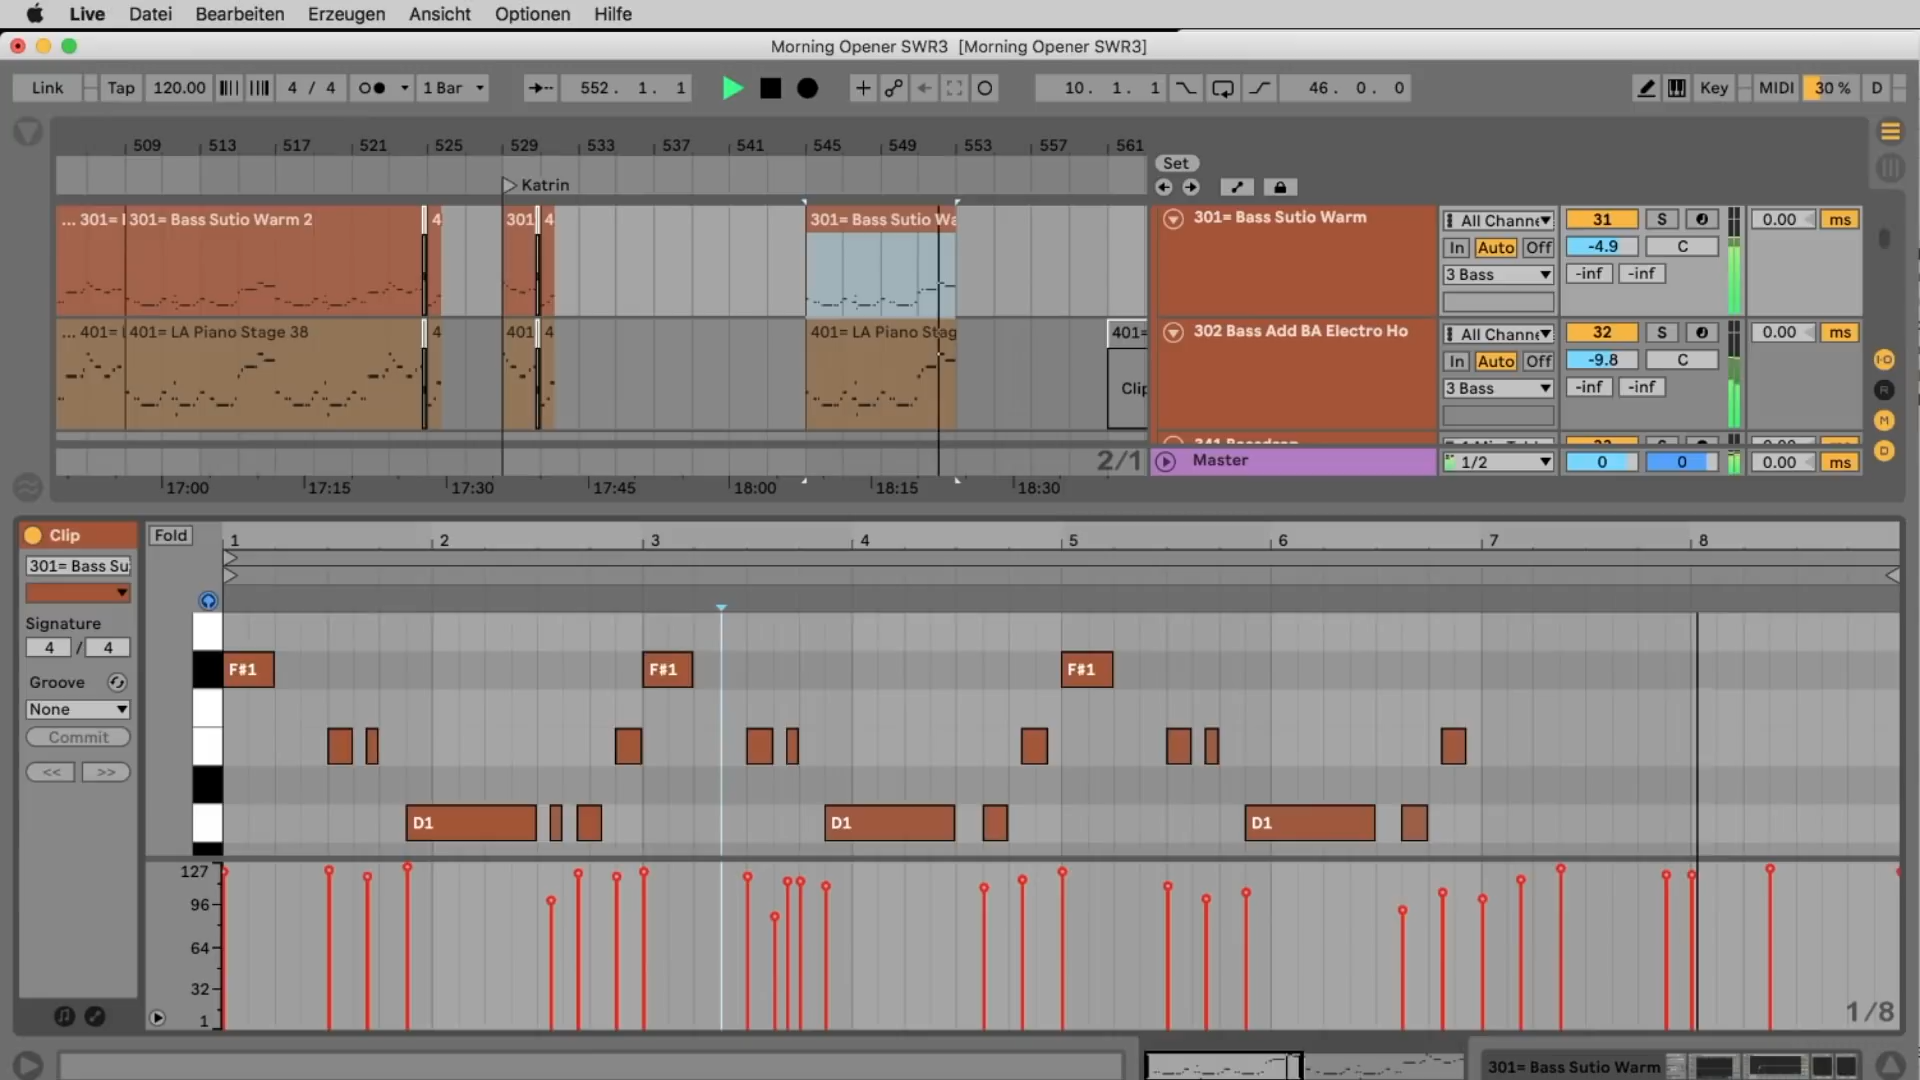 Live Datei Bearbeiten Erzeugen Ansicht Optionen Hilfe
Morning Opener SWR3 [Morning Opener SWR3]
Link Tap 120.00 4 / 4 1 Bar 552. 1. 1 10. 1. 1 46. 0. 0 Key MIDI 30 % D
509 513 517 521 525 529 533 537 541 545 549 553 557 561
Set
Katrin
... 301= 301= Bass Sutio Warm 2 4 301 4 301= Bass Sutio Wa
301= Bass Sutio Warm All Channe 31 S 0.00 ms
In Auto Off -4.9 C
3 Bass -inf -inf
... 401= 401= LA Piano Stage 38 4 401 4 401= LA Piano Stag 401=
302 Bass Add BA Electro Ho All Channe 32 S 0.00 ms
In Auto Off -9.8 C
Clip 3 Bass -inf -inf
2/1 Master 1/2 0 0 0.00 ms
17:00 17:15 17:30 17:45 18:00 18:15 18:30
I-O
R
M
D
Clip Fold 1 2 3 4 5 6 7 8
301= Bass Su
Signature
4 / 4
Groove
None
Commit
<< >>
F#1 F#1 F#1
D1 D1 D1
127
96
64
32
1
1/8
301= Bass Sutio Warm